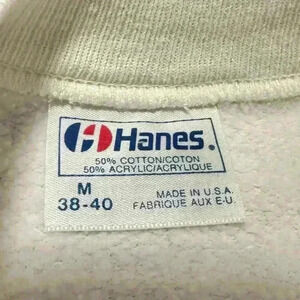 Hanes.
50% COTTON/COTON
50% ACRYLIC/ACRYLIQUE
M
38-40
MADE IN U.S.A.
FABRIQUE AUX E-U.